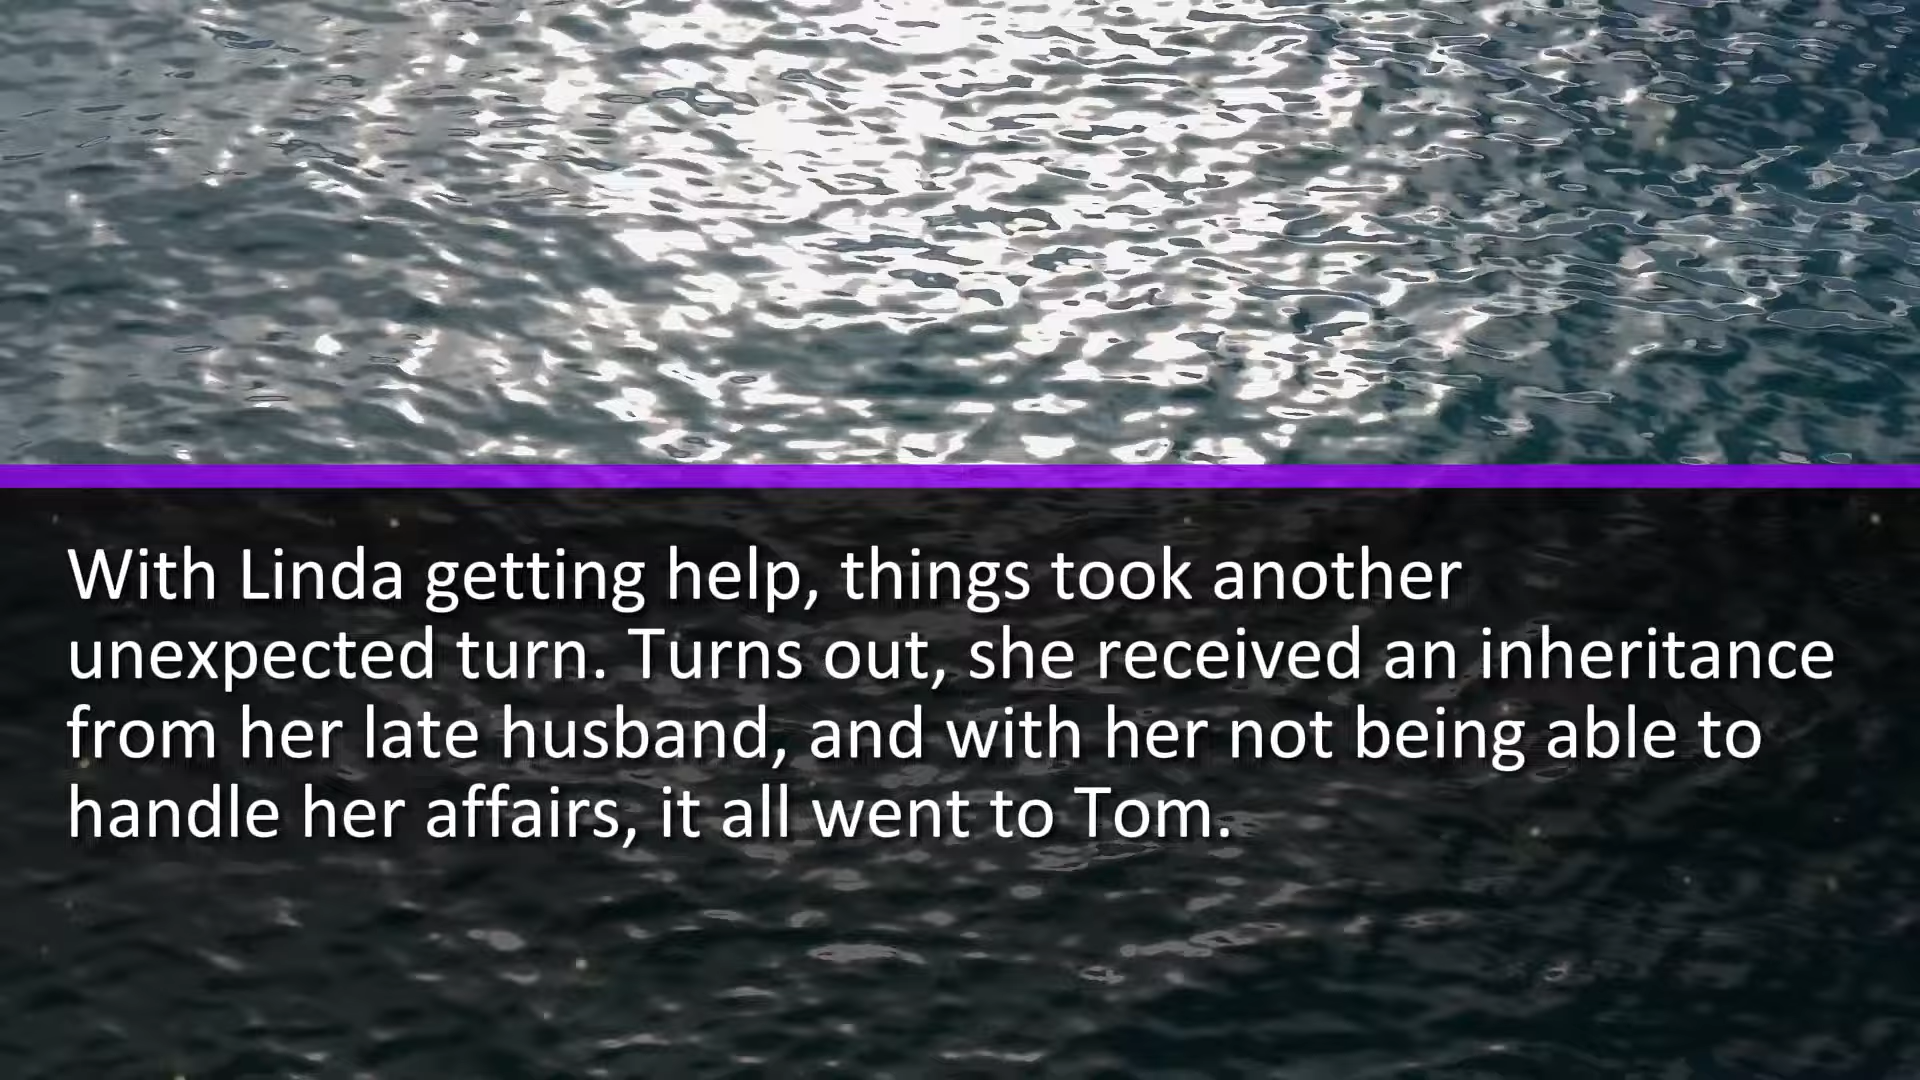 With Linda getting help, things took another
unexpected turn. Turns out, she received an inheritance
from her late husband, and with her not being able to
handle her affairs, it all went to Tom.